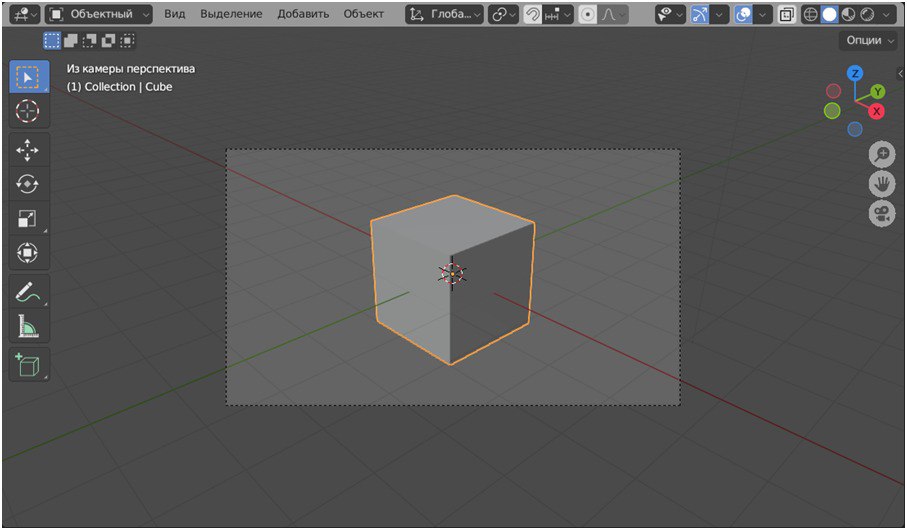 Объектный Вид Выделение Добавить Объект Глоба...
Опции
Из камеры перспектива
(1) Collection | Cube
Z
Y
X